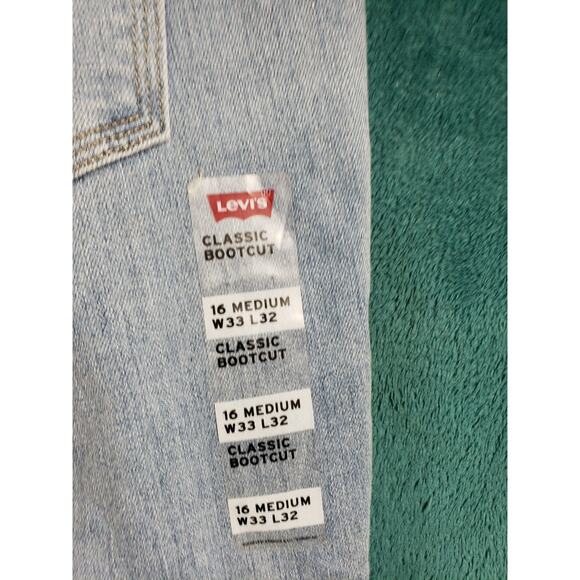 Levi's
CLASSIC
BOOTCUT
16 MEDIUM
W33 L32
CLASSIC
BOOTCUT
16 MEDIUM
W33 L32
CLASSIC
BOOTCUT
16 MEDIUM
W33 L32